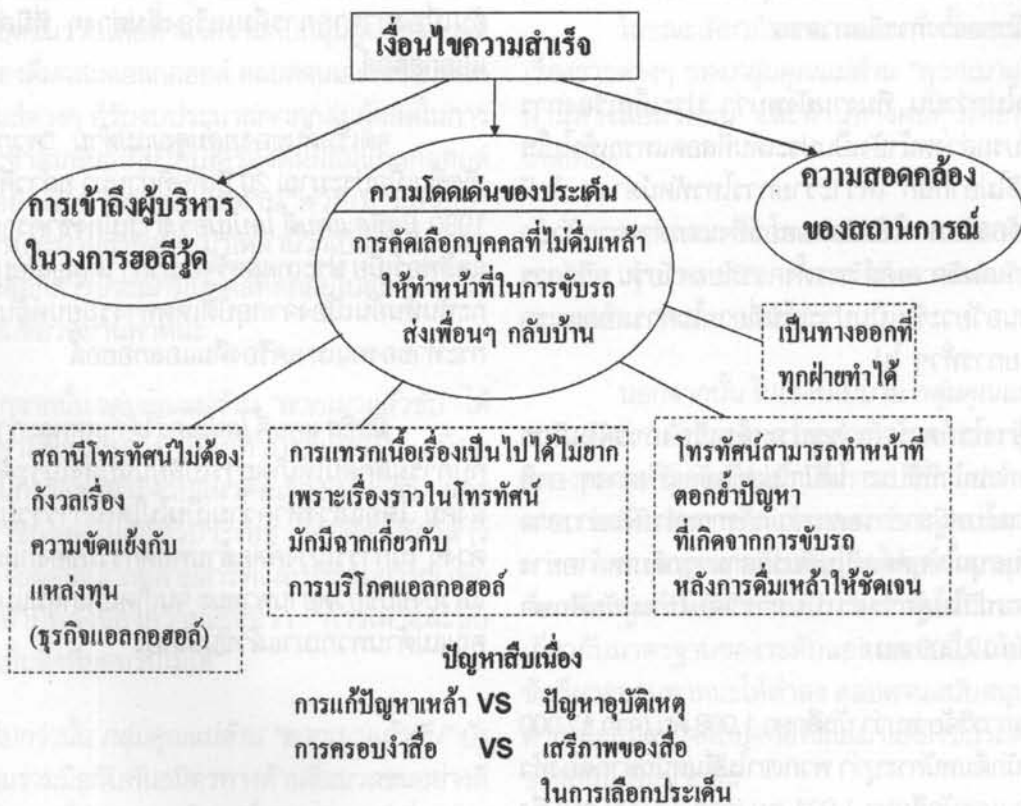 เงื่อนไขความสำเร็จ
การเข้าถึงผู้บริหาร
ในวงการฮอลีวู้ด
ความโดดเด่นของประเด็น
การคัดเลือกบุคคลที่ไม่ดื่มเหล้า
ให้ทำหน้าที่ในการขับรถ
ส่งเพื่อนๆ กลับบ้าน
ความสอดคล้อง
ของสถานการณ์
เป็นทางออกที่
ทุกฝ่ายทำได้
สถานีโทรทัศน์ไม่ต้อง
กังวลเรื่อง
ความขัดแย้งกับ
แหล่งทุน
(ธุรกิจแอลกอฮอล์)
การแทรกเนื้อเรื่องเป็นไปได้ไม่ยาก
เพราะเรื่องราวในโทรทัศน์
มักมีฉากเกี่ยวกับ
การบริโภคแอลกอฮอล์
โทรทัศน์สามารถทำหน้าที่
ตอกย้ำปัญหา
ที่เกิดจากการขับรถ
หลังการดื่มเหล้าให้ชัดเจน
ปัญหาสืบเนื่อง
การแก้ปัญหาเหล้า VS ปัญหาอุบัติเหตุ
การครอบงำสื่อ VS เสรีภาพของสื่อ
ในการเลือกประเด็น